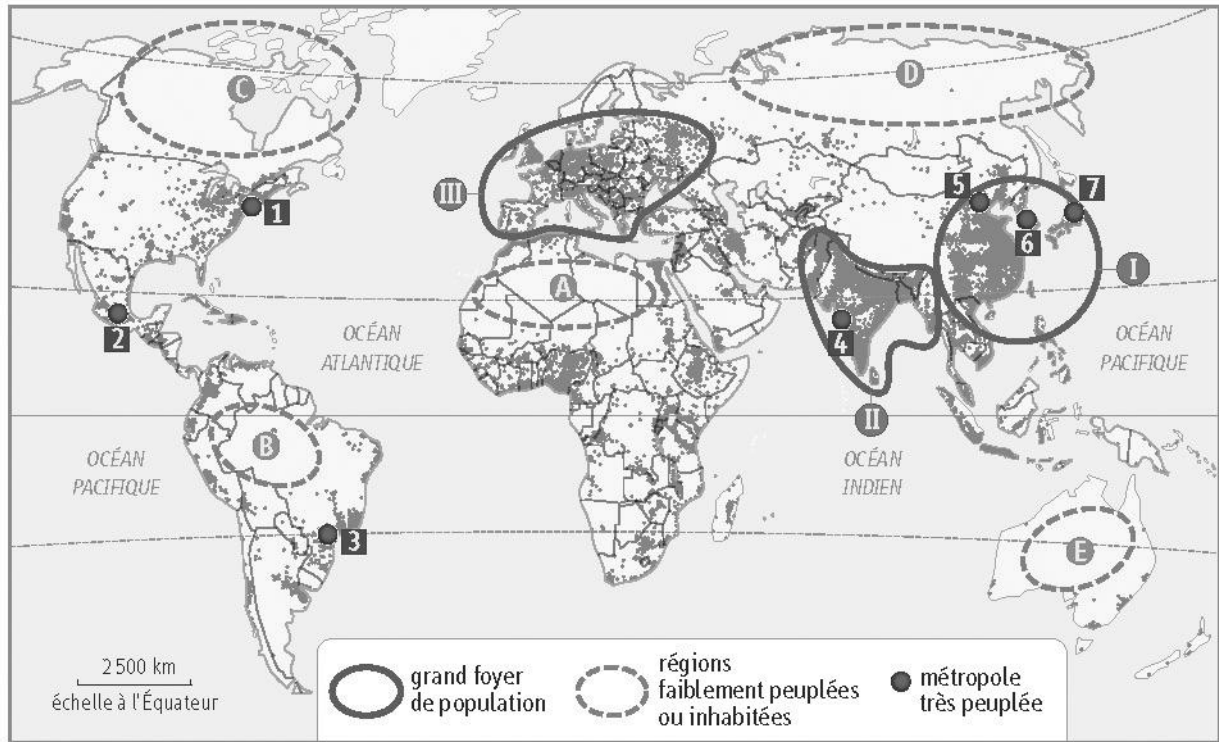 C
D
III
1
5
7
6
I
A
2
OCÉAN
ATLANTIQUE
4
OCÉAN
PACIFIQUE
II
B
OCÉAN
PACIFIQUE
OCÉAN
INDIEN
3
E
2 500 km
échelle à l'Équateur
grand foyer
de population
régions
faiblement peuplées
ou inhabitées
métropole
très peuplée